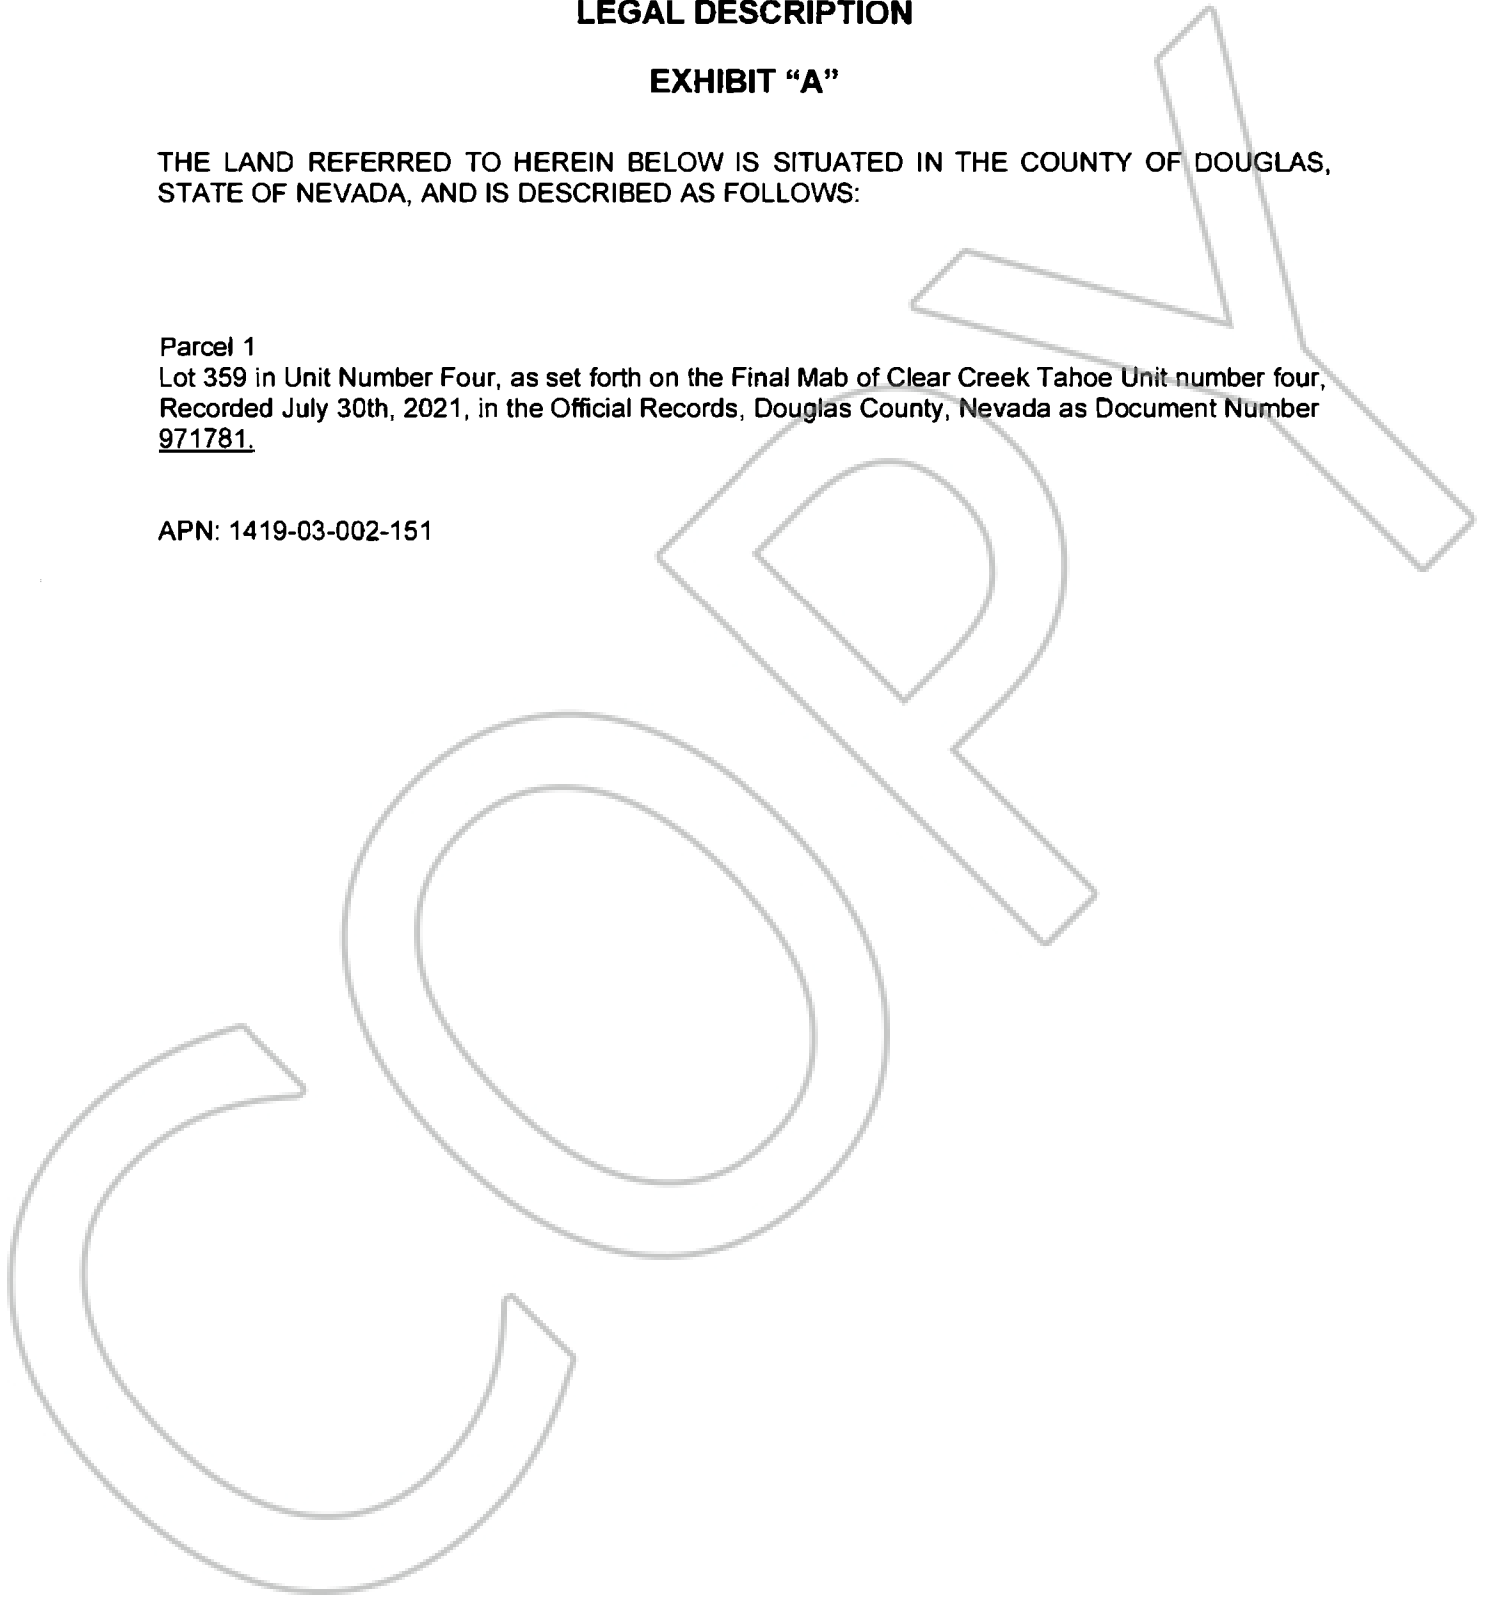 LEGAL DESCRIPTION
EXHIBIT “A”
THE LAND REFERRED TO HEREIN BELOW IS SITUATED IN THE COUNTY OF DOUGLAS,
STATE OF NEVADA, AND IS DESCRIBED AS FOLLOWS:
Parcel 1
Lot 359 in Unit Number Four, as set forth on the Final Mab of Clear Creek Tahoe Unit number four,
Recorded July 30th, 2021, in the Official Records, Douglas County, Nevada as Document Number
971781.
APN: 1419-03-002-151
COPY